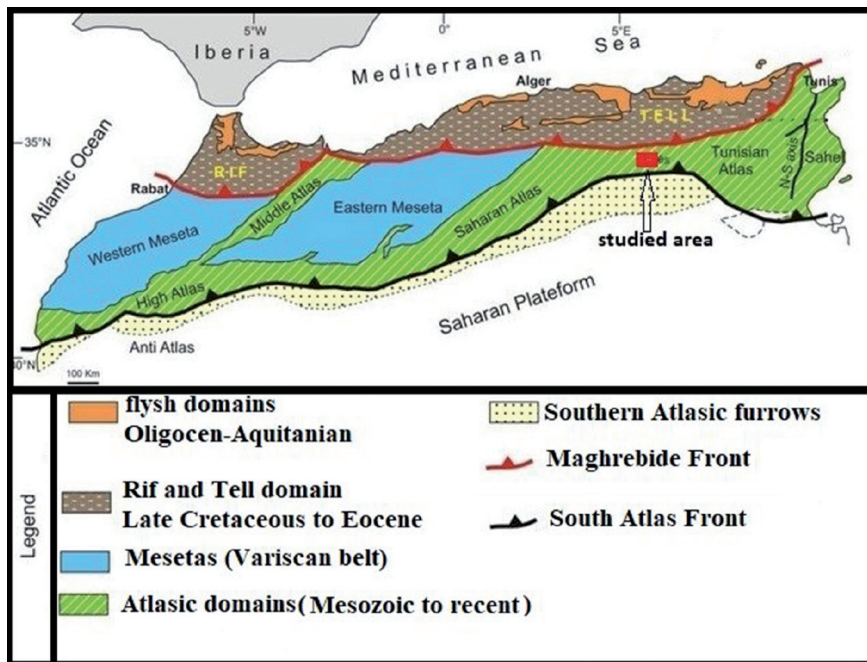 5°W
0°
5°E
Iberia
Mediterranean Sea
Alger
Tunis
TELL
35°N
Atlantic Ocean
RIF
Rabat
Middle Atlas
Tunisian
Atlas
N-S axis
Sahel
Eastern Meseta
Western Meseta
Saharan Atlas
studied area
High Atlas
Saharan Plateform
Anti Atlas
100 Km
Legend
flysh domains
Oligocen-Aquitanian
Rif and Tell domain
Late Cretaceous to Eocene
Mesetas (Variscan belt)
Atlasic domains(Mesozoic to recent)
Southern Atlasic furrows
Maghrebide Front
South Atlas Front